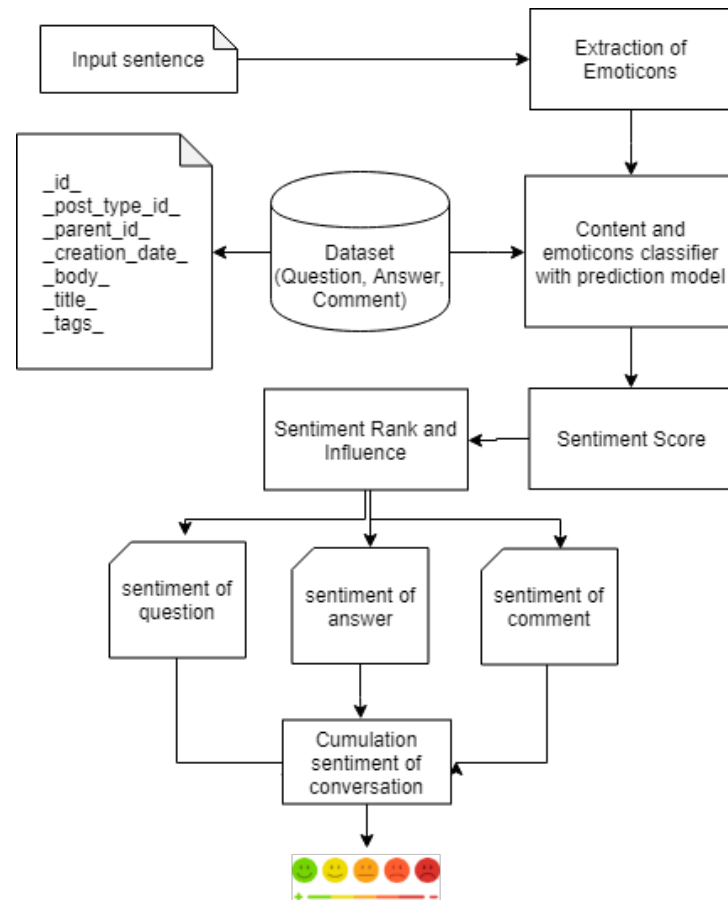 Input sentence
Extraction of
Emoticons
_id_
_post_type_id_
_parent_id_
_creation_date_
_body_
_title_
_tags_
Dataset
(Question, Answer,
Comment)
Content and
emoticons classifier
with prediction model
Sentiment Rank and
Influence
Sentiment Score
sentiment of
question
sentiment of
answer
sentiment of
comment
Cumulation
sentiment of
conversation
+ -